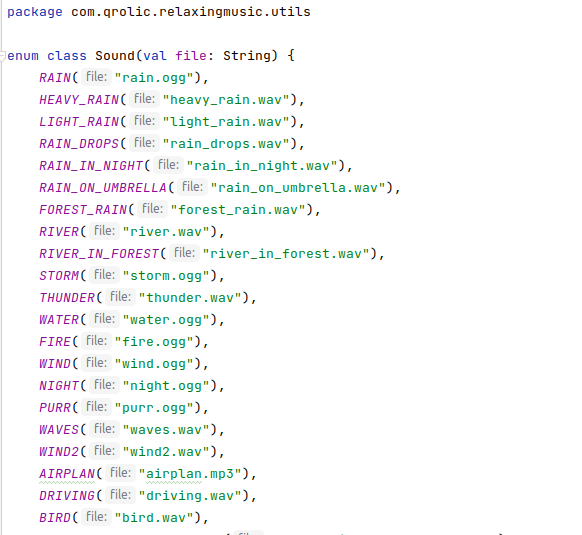 package com.qrolic.relaxingmusic.utils
enum class Sound(val file: String) {
RAIN( file: "rain.ogg"),
HEAVY_RAIN( file: "heavy_rain.wav"),
LIGHT_RAIN( file: "light_rain.wav"),
RAIN_DROPS( file: "rain_drops.wav"),
RAIN_IN_NIGHT( file: "rain_in_night.wav"),
RAIN_ON_UMBRELLA( file: "rain_on_umbrella.wav"),
FOREST_RAIN( file: "forest_rain.wav"),
RIVER( file: "river.wav"),
RIVER_IN_FOREST( file: "river_in_forest.wav"),
STORM( file: "storm.ogg"),
THUNDER( file: "thunder.wav"),
WATER( file: "water.ogg"),
FIRE( file: "fire.ogg"),
WIND( file: "wind.ogg"),
NIGHT( file: "night.ogg"),
PURR( file: "purr.ogg"),
WAVES( file: "waves.wav"),
WIND2( file: "wind2.wav"),
AIRPLAN( file: "airplan.mp3"),
DRIVING( file: "driving.wav"),
BIRD( file: "bird.wav"),